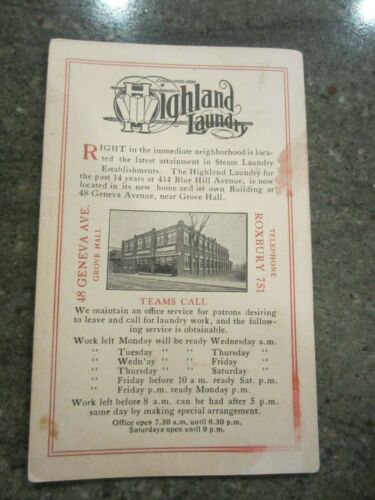 Highland
Laundry
RIGHT in the immediate neighborhood is loca-
ted the latest attainment in Steam Laundry
Establishments. The Highland Laundry for
the past 14 years at 414 Blue Hill Avenue, is now
located in its new home and its own Building at
48 Geneva Avenue, near Grove Hall.
48 GENEVA AVE.
GROVE HALL
TELEPHONE
ROXBURY 751
TEAMS CALL
We maintain an office service for patrons desiring
to leave and call for laundry work, and the follow-
ing service is obtainable.
Work left Monday will be ready Wednesday a.m.
" " Tuesday " " Thursday "
" " Wedn'ay " " Friday "
" " Thursday " " Saturday "
" " Friday before 10 a.m. ready Sat. p.m.
" " Friday p.m. ready Monday p.m.
Work left before 8 a.m. can be had after 5 p.m.
same day by making special arrangement.
Office open 7.30 a.m. until 6.30 p.m.
Saturdays open until 9 p.m.